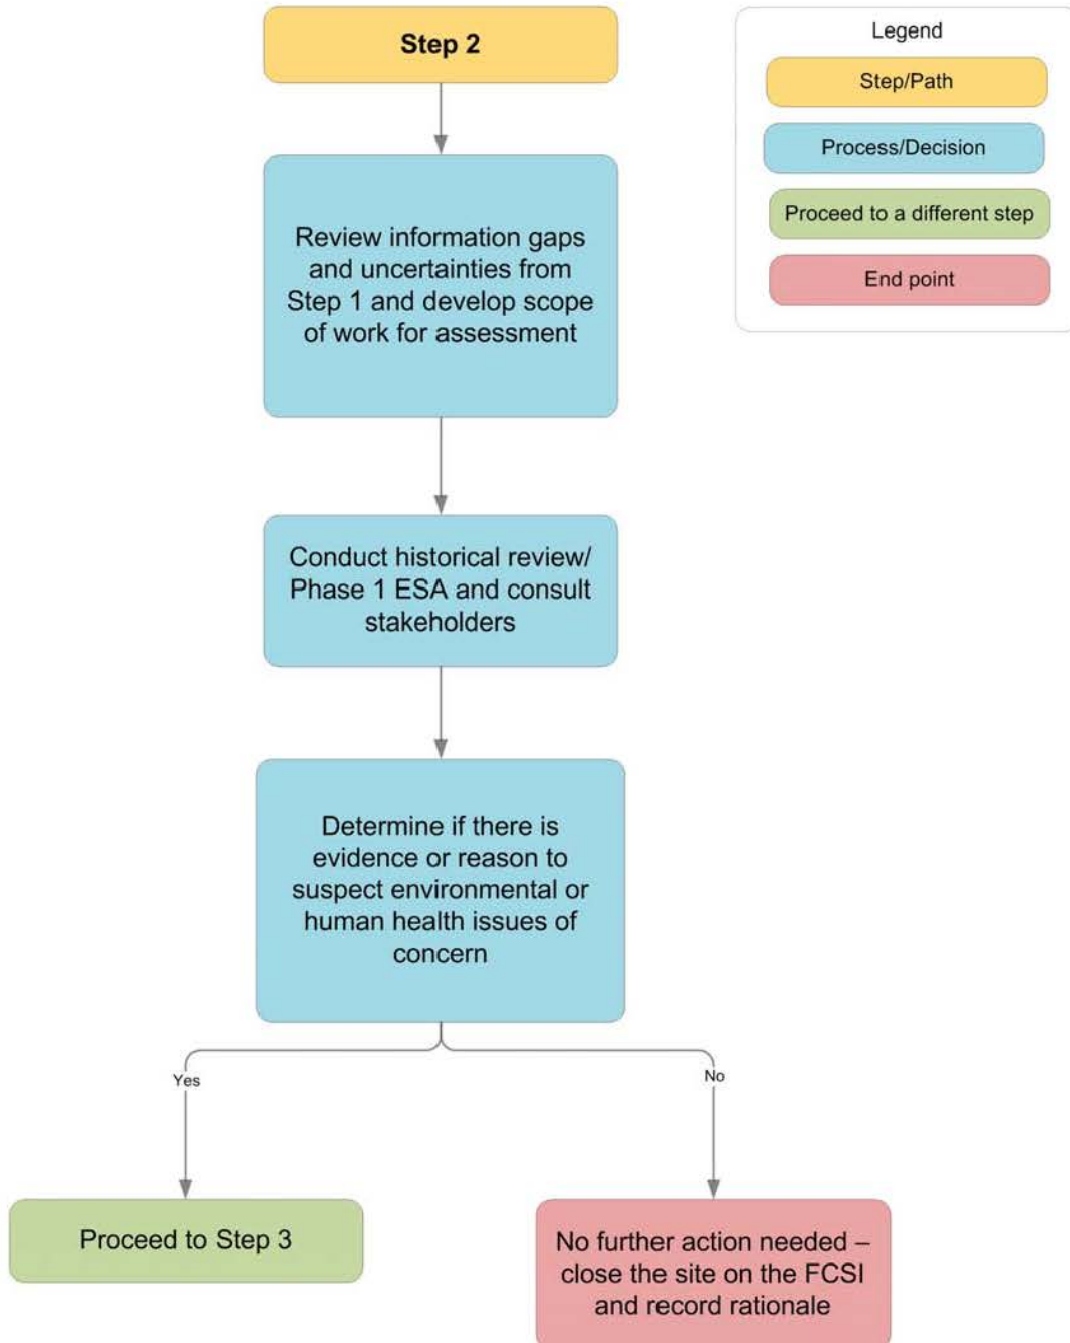 Step 2
Review information gaps
and uncertainties from
Step 1 and develop scope
of work for assessment
Conduct historical review/
Phase 1 ESA and consult
stakeholders
Determine if there is
evidence or reason to
suspect environmental or
human health issues of
concern
Yes
No
Proceed to Step 3
No further action needed –
close the site on the FCSI
and record rationale
Legend
Step/Path
Process/Decision
Proceed to a different step
End point